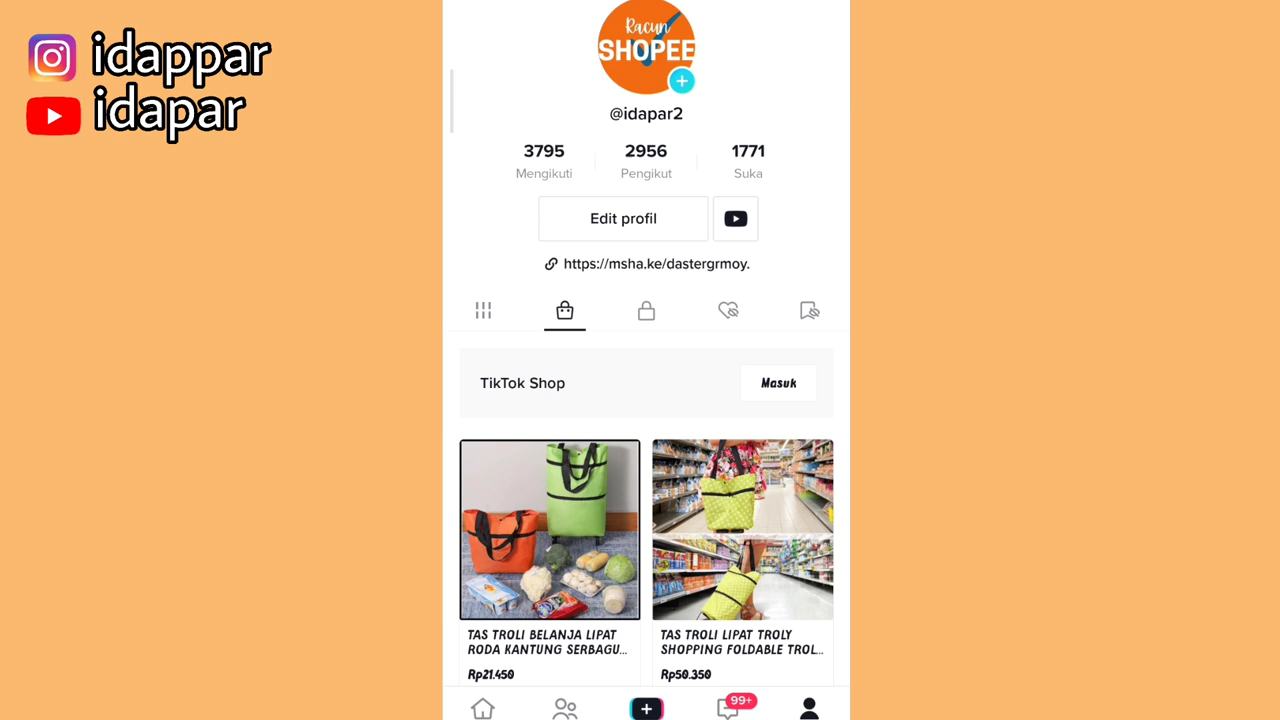 idappar
idapar
Racun
SHOPEE
@idapar2
3795
Mengikuti
2956
Pengikut
1771
Suka
Edit profil
https://msha.ke/dastergrmoy.
TikTok Shop
Masuk
TAS TROLI BELANJA LIPAT
RODA KANTUNG SERBAGU...
Rp21.450
TAS TROLI LIPAT TROLY
SHOPPING FOLDABLE TROL...
Rp50.350
99+